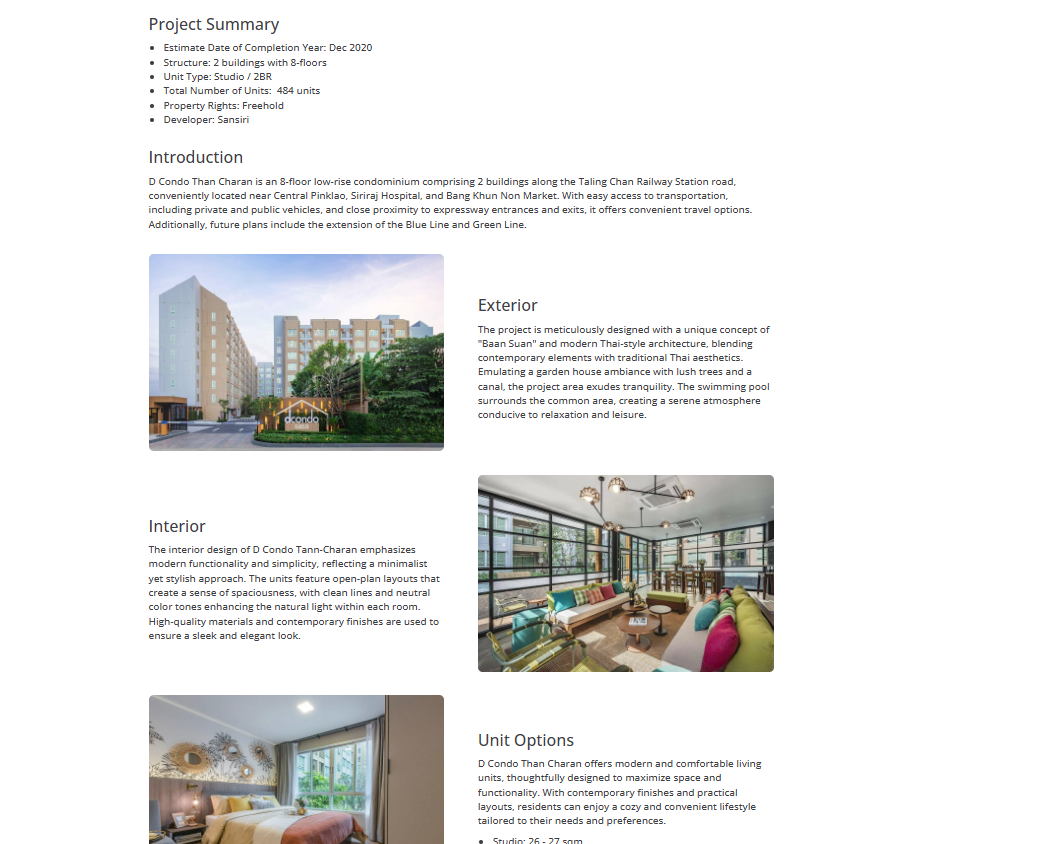 Project Summary
Estimate Date of Completion Year: Dec 2020
Structure: 2 buildings with 8-floors
Unit Type: Studio / 2BR
Total Number of Units:  484 units
Property Rights: Freehold
Developer: Sansiri
Introduction
D Condo Than Charan is an 8-floor low-rise condominium comprising 2 buildings along the Taling Chan Railway Station road,
conveniently located near Central Pinklao, Siriraj Hospital, and Bang Khun Non Market. With easy access to transportation,
including private and public vehicles, and close proximity to expressway entrances and exits, it offers convenient travel options.
Additionally, future plans include the extension of the Blue Line and Green Line.
dcondo
Exterior
The project is meticulously designed with a unique concept of
"Baan Suan" and modern Thai-style architecture, blending
contemporary elements with traditional Thai aesthetics.
Emulating a garden house ambiance with lush trees and a
canal, the project area exudes tranquility. The swimming pool
surrounds the common area, creating a serene atmosphere
conducive to relaxation and leisure.
Interior
The interior design of D Condo Tann-Charan emphasizes
modern functionality and simplicity, reflecting a minimalist
yet stylish approach. The units feature open-plan layouts that
create a sense of spaciousness, with clean lines and neutral
color tones enhancing the natural light within each room.
High-quality materials and contemporary finishes are used to
ensure a sleek and elegant look.
Unit Options
D Condo Than Charan offers modern and comfortable living
units, thoughtfully designed to maximize space and
functionality. With contemporary finishes and practical
layouts, residents can enjoy a cozy and convenient lifestyle
tailored to their needs and preferences.
Studio: 26 - 27 sqm